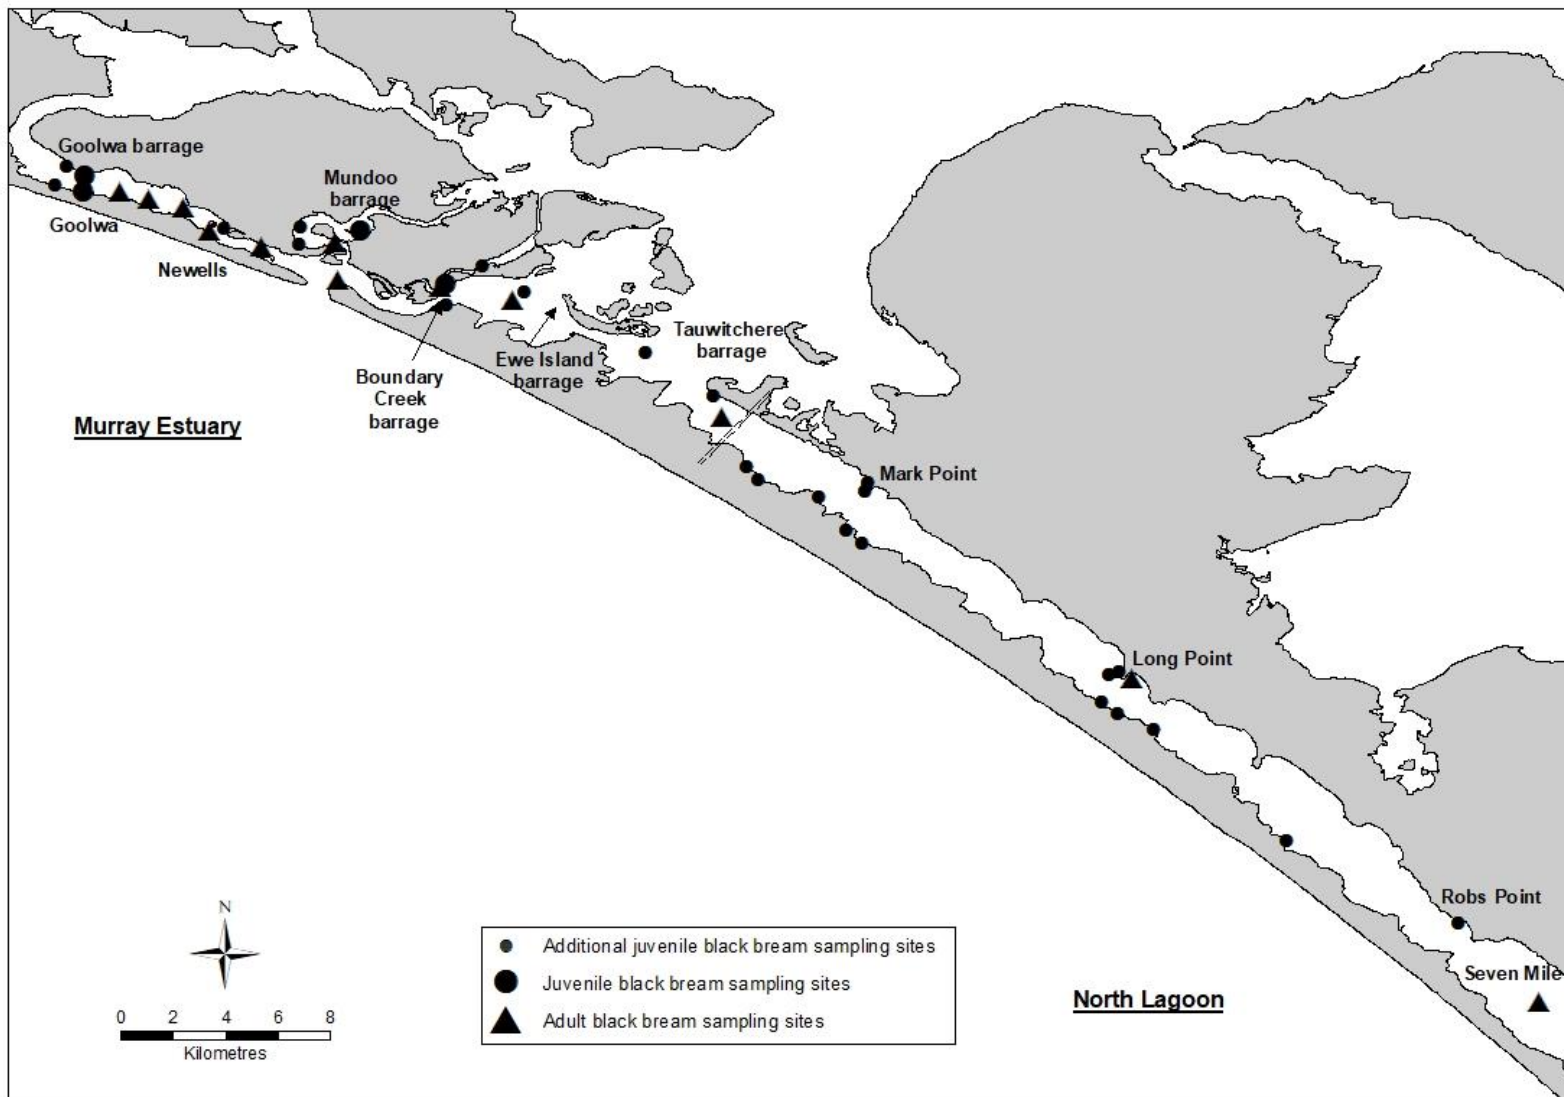 Goolwa barrage
Mundoo
barrage
Goolwa
Newells
Tauwitchere
barrage
Ewe Island
barrage
Boundary
Creek
barrage
Murray Estuary
Mark Point
Long Point
Robs Point
Seven Mile
North Lagoon
N
0 2 4 6 8
Kilometres
Additional juvenile black bream sampling sites
Juvenile black bream sampling sites
Adult black bream sampling sites